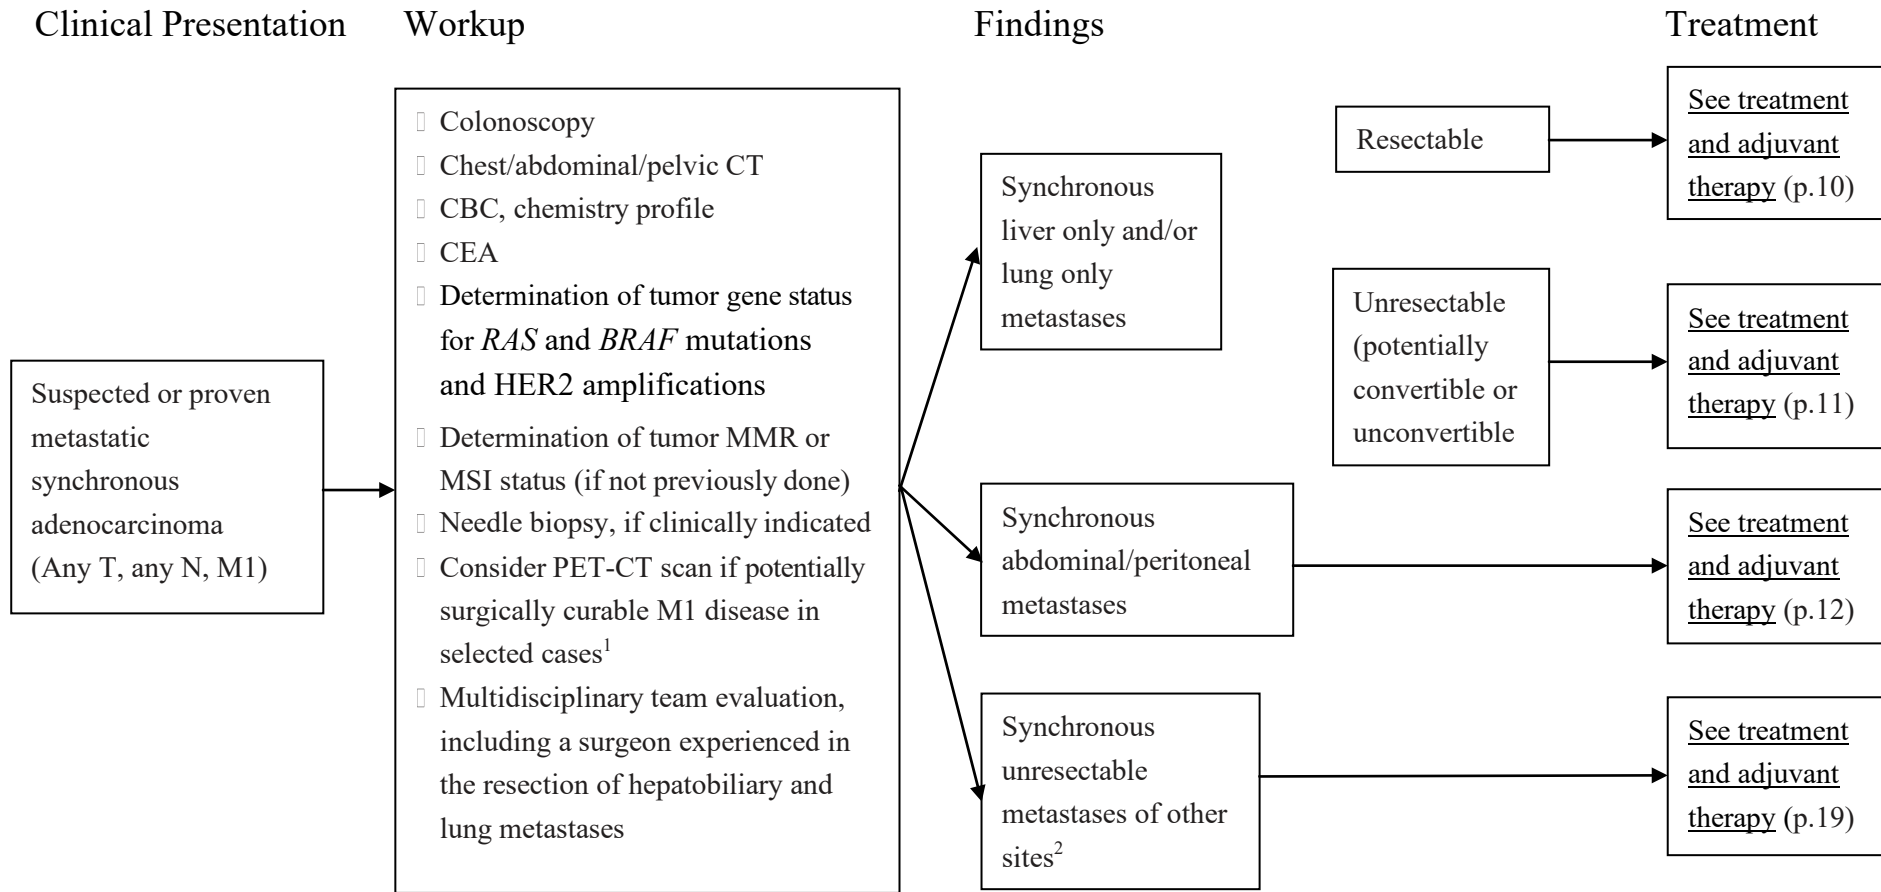 Clinical Presentation
Workup
Findings
Treatment
Suspected or proven
metastatic
synchronous
adenocarcinoma
(Any T, any N, M1)
Colonoscopy
Chest/abdominal/pelvic CT
CBC, chemistry profile
CEA
Determination of tumor gene status
for RAS and BRAF mutations
and HER2 amplifications
Determination of tumor MMR or
MSI status (if not previously done)
Needle biopsy, if clinically indicated
Consider PET-CT scan if potentially
surgically curable M1 disease in
selected cases1
Multidisciplinary team evaluation,
including a surgeon experienced in
the resection of hepatobiliary and
lung metastases
Synchronous
liver only and/or
lung only
metastases
Resectable
See treatment
and adjuvant
therapy (p.10)
Unresectable
(potentially
convertible or
unconvertible
See treatment
and adjuvant
therapy (p.11)
Synchronous
abdominal/peritoneal
metastases
See treatment
and adjuvant
therapy (p.12)
Synchronous
unresectable
metastases of other
sites2
See treatment
and adjuvant
therapy (p.19)